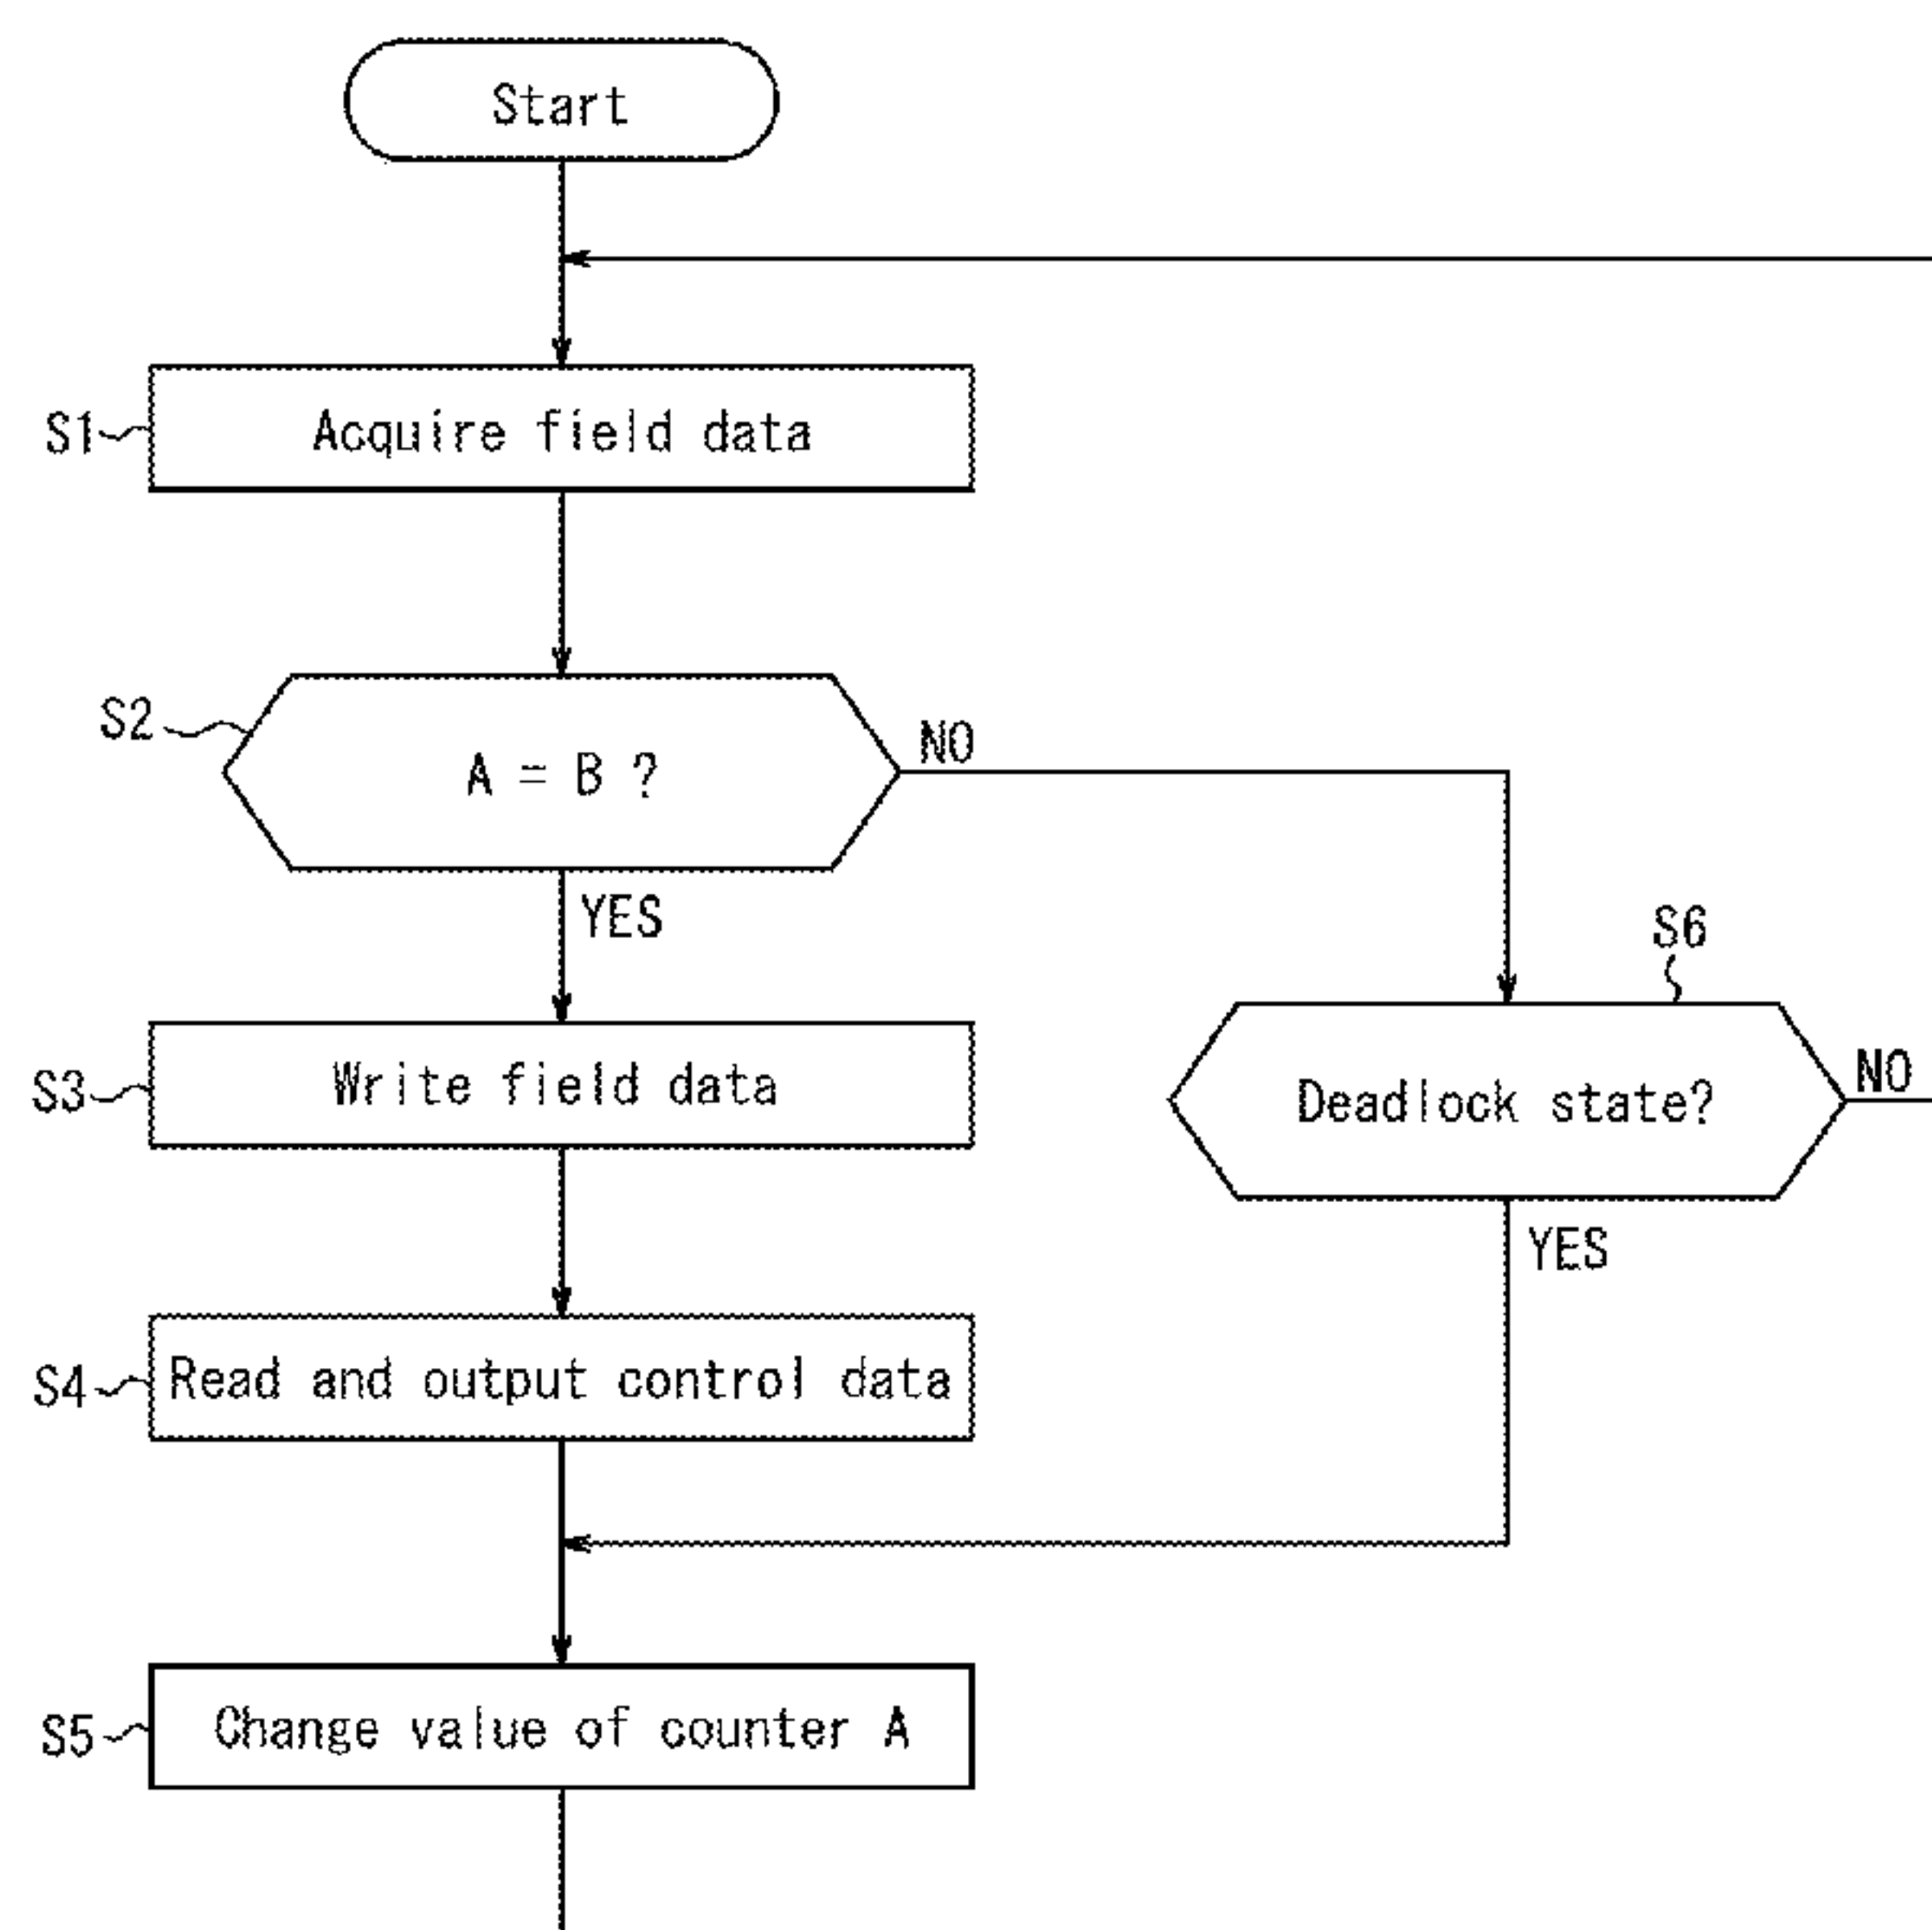 Start
S1
Acquire field data
S2
A = B ?
NO
YES
S6
S3
Write field data
Deadlock state?
NO
YES
S4
Read and output control data
S5
Change value of counter A